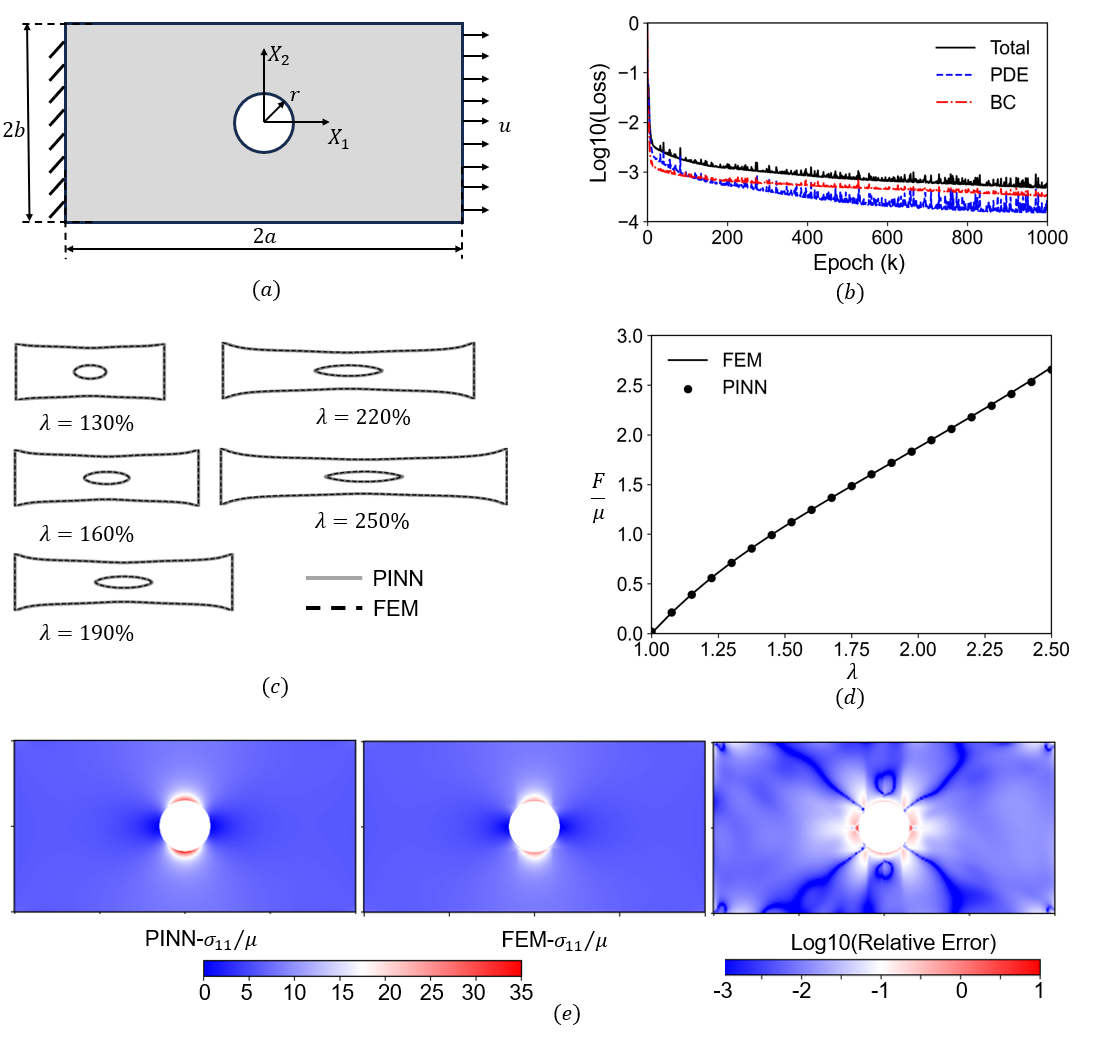 X₂
r
X₁
2b
u
2a
(a)
Log10(Loss)
0
−1
−2
−3
−4
Total
PDE
BC
0
200
400
600
800
1000
Epoch (k)
(b)
λ = 130%
λ = 220%
λ = 160%
λ = 250%
λ = 190%
PINN
FEM
(c)
F/μ
3.0
2.5
2.0
1.5
1.0
0.5
0.0
FEM
PINN
1.00
1.25
1.50
1.75
2.00
2.25
2.50
λ
(d)
PINN-σ₁₁/μ
FEM-σ₁₁/μ
Log10(Relative Error)
0 5 10 15 20 25 30 35
-3 -2 -1 0 1
(e)